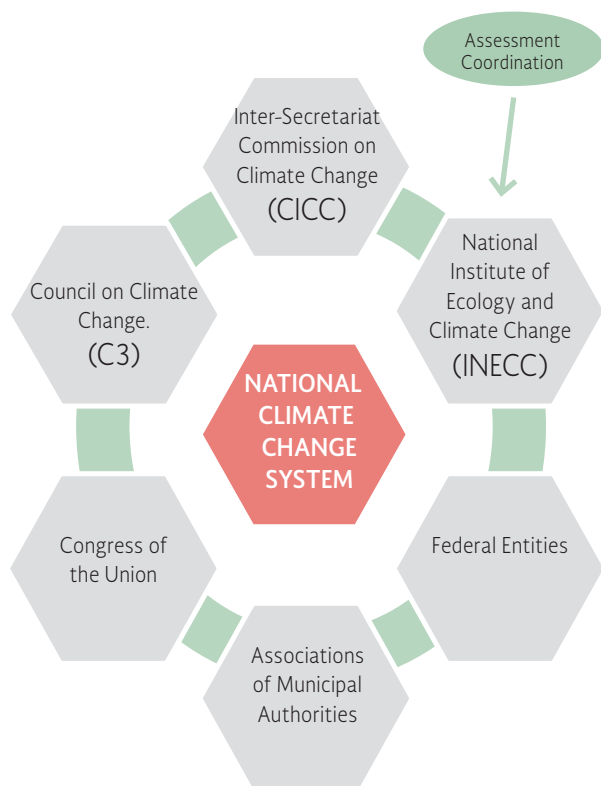 Assessment
Coordination
Inter-Secretariat
Commission on
Climate Change
(CICC)
National
Institute of
Ecology and
Climate Change
(INECC)
Council on Climate
Change.
(C3)
NATIONAL
CLIMATE
CHANGE
SYSTEM
Congress of
the Union
Federal Entities
Associations
of Municipal
Authorities